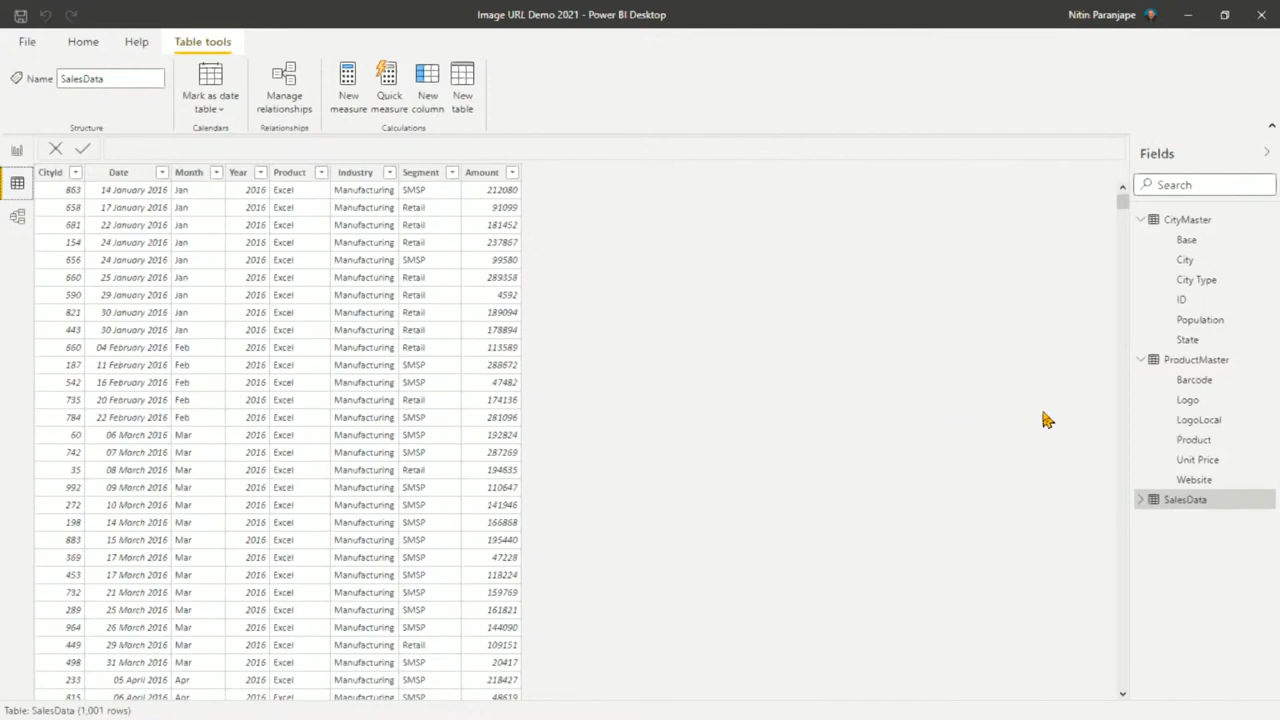 Image URL Demo 2021 - Power BI Desktop
Nitin Paranjape
File Home Help Table tools
Name SalesData
Mark as date table
Manage relationships
New measure
Quick measure
New column
New table
Structure
Calendars
Relationships
Calculations
CityId Date Month Year Product Industry Segment Amount
863 14 January 2016 Jan 2016 Excel Manufacturing SMSP 212080
658 17 January 2016 Jan 2016 Excel Manufacturing Retail 91099
681 22 January 2016 Jan 2016 Excel Manufacturing Retail 181452
154 24 January 2016 Jan 2016 Excel Manufacturing Retail 237867
656 24 January 2016 Jan 2016 Excel Manufacturing SMSP 99580
660 25 January 2016 Jan 2016 Excel Manufacturing Retail 289358
590 29 January 2016 Jan 2016 Excel Manufacturing Retail 4592
821 30 January 2016 Jan 2016 Excel Manufacturing Retail 189094
443 30 January 2016 Jan 2016 Excel Manufacturing Retail 178894
660 04 February 2016 Feb 2016 Excel Manufacturing Retail 113589
187 11 February 2016 Feb 2016 Excel Manufacturing SMSP 288672
542 16 February 2016 Feb 2016 Excel Manufacturing SMSP 47482
735 20 February 2016 Feb 2016 Excel Manufacturing Retail 174136
784 22 February 2016 Feb 2016 Excel Manufacturing SMSP 281096
60 06 March 2016 Mar 2016 Excel Manufacturing SMSP 192824
742 07 March 2016 Mar 2016 Excel Manufacturing SMSP 287269
35 08 March 2016 Mar 2016 Excel Manufacturing Retail 194635
992 09 March 2016 Mar 2016 Excel Manufacturing SMSP 110647
272 10 March 2016 Mar 2016 Excel Manufacturing SMSP 141946
198 14 March 2016 Mar 2016 Excel Manufacturing SMSP 166868
883 15 March 2016 Mar 2016 Excel Manufacturing SMSP 195440
369 17 March 2016 Mar 2016 Excel Manufacturing SMSP 47228
453 17 March 2016 Mar 2016 Excel Manufacturing SMSP 118224
732 21 March 2016 Mar 2016 Excel Manufacturing SMSP 159769
289 25 March 2016 Mar 2016 Excel Manufacturing SMSP 161821
964 26 March 2016 Mar 2016 Excel Manufacturing SMSP 144090
449 29 March 2016 Mar 2016 Excel Manufacturing Retail 109151
498 31 March 2016 Mar 2016 Excel Manufacturing SMSP 20417
233 05 April 2016 Apr 2016 Excel Manufacturing SMSP 218427
815 06 April 2016 Apr 2016 Excel Manufacturing SMSP 48619
Fields
Search
CityMaster
Base
City
City Type
ID
Population
State
ProductMaster
Barcode
Logo
LogoLocal
Product
Unit Price
Website
SalesData
Table: SalesData (1,001 rows)